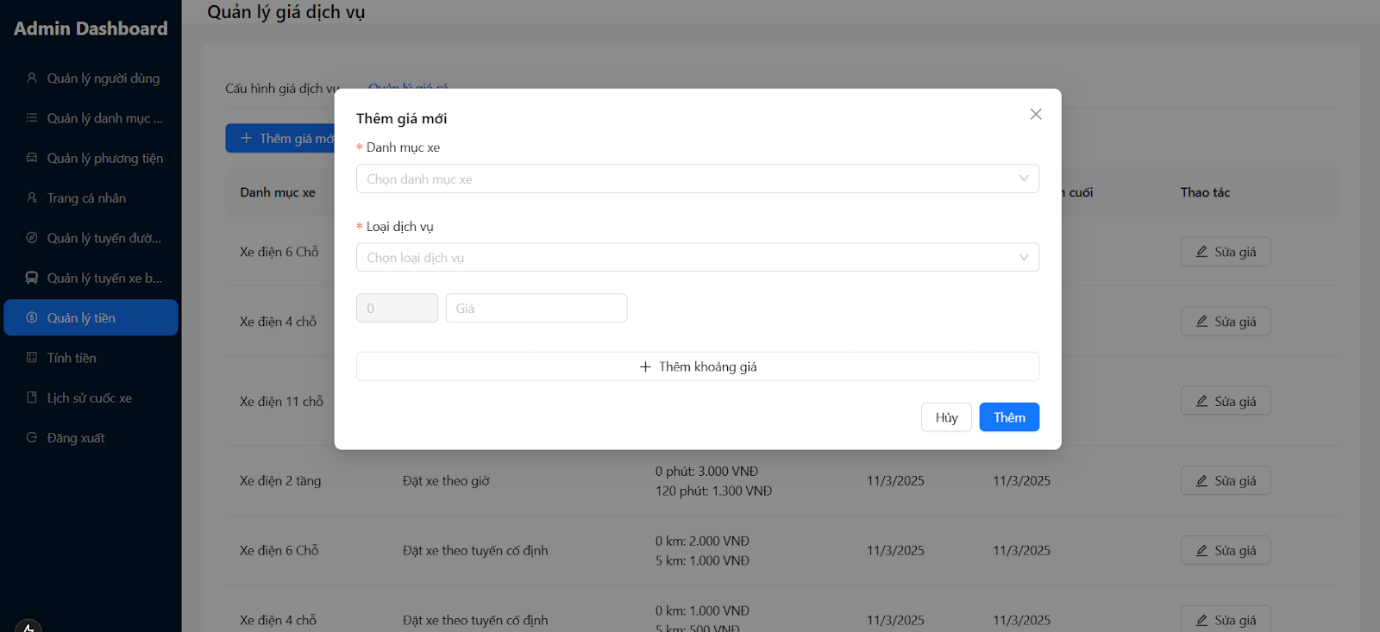 Admin Dashboard
Quản lý người dùng
Quản lý danh mục ...
Quản lý phương tiện
Trang cá nhân
Quản lý tuyến đườ...
Quản lý tuyến xe b...
Quản lý tiền
Tính tiền
Lịch sử cuốc xe
Đăng xuất
Quản lý giá dịch vụ
Cấu hình giá dịch vụ
Quản lý giá cả
Thêm giá mới
Danh mục xe
cuối
Thao tác
Xe điện 6 Chỗ
Sửa giá
Xe điện 4 chỗ
Sửa giá
Xe điện 11 chỗ
Sửa giá
Xe điện 2 tầng
Đặt xe theo giờ
0 phút: 3.000 VNĐ
120 phút: 1.300 VNĐ
11/3/2025
11/3/2025
Sửa giá
Xe điện 6 Chỗ
Đặt xe theo tuyến cố định
0 km: 2.000 VNĐ
5 km: 1.000 VNĐ
11/3/2025
11/3/2025
Sửa giá
Xe điện 4 chỗ
Đặt xe theo tuyến cố định
0 km: 1.000 VNĐ
5 km: 500 VNĐ
11/3/2025
11/3/2025
Sửa giá
Thêm giá mới
* Danh mục xe
Chọn danh mục xe
* Loại dịch vụ
Chọn loại dịch vụ
0
Giá
+ Thêm khoảng giá
Hủy
Thêm